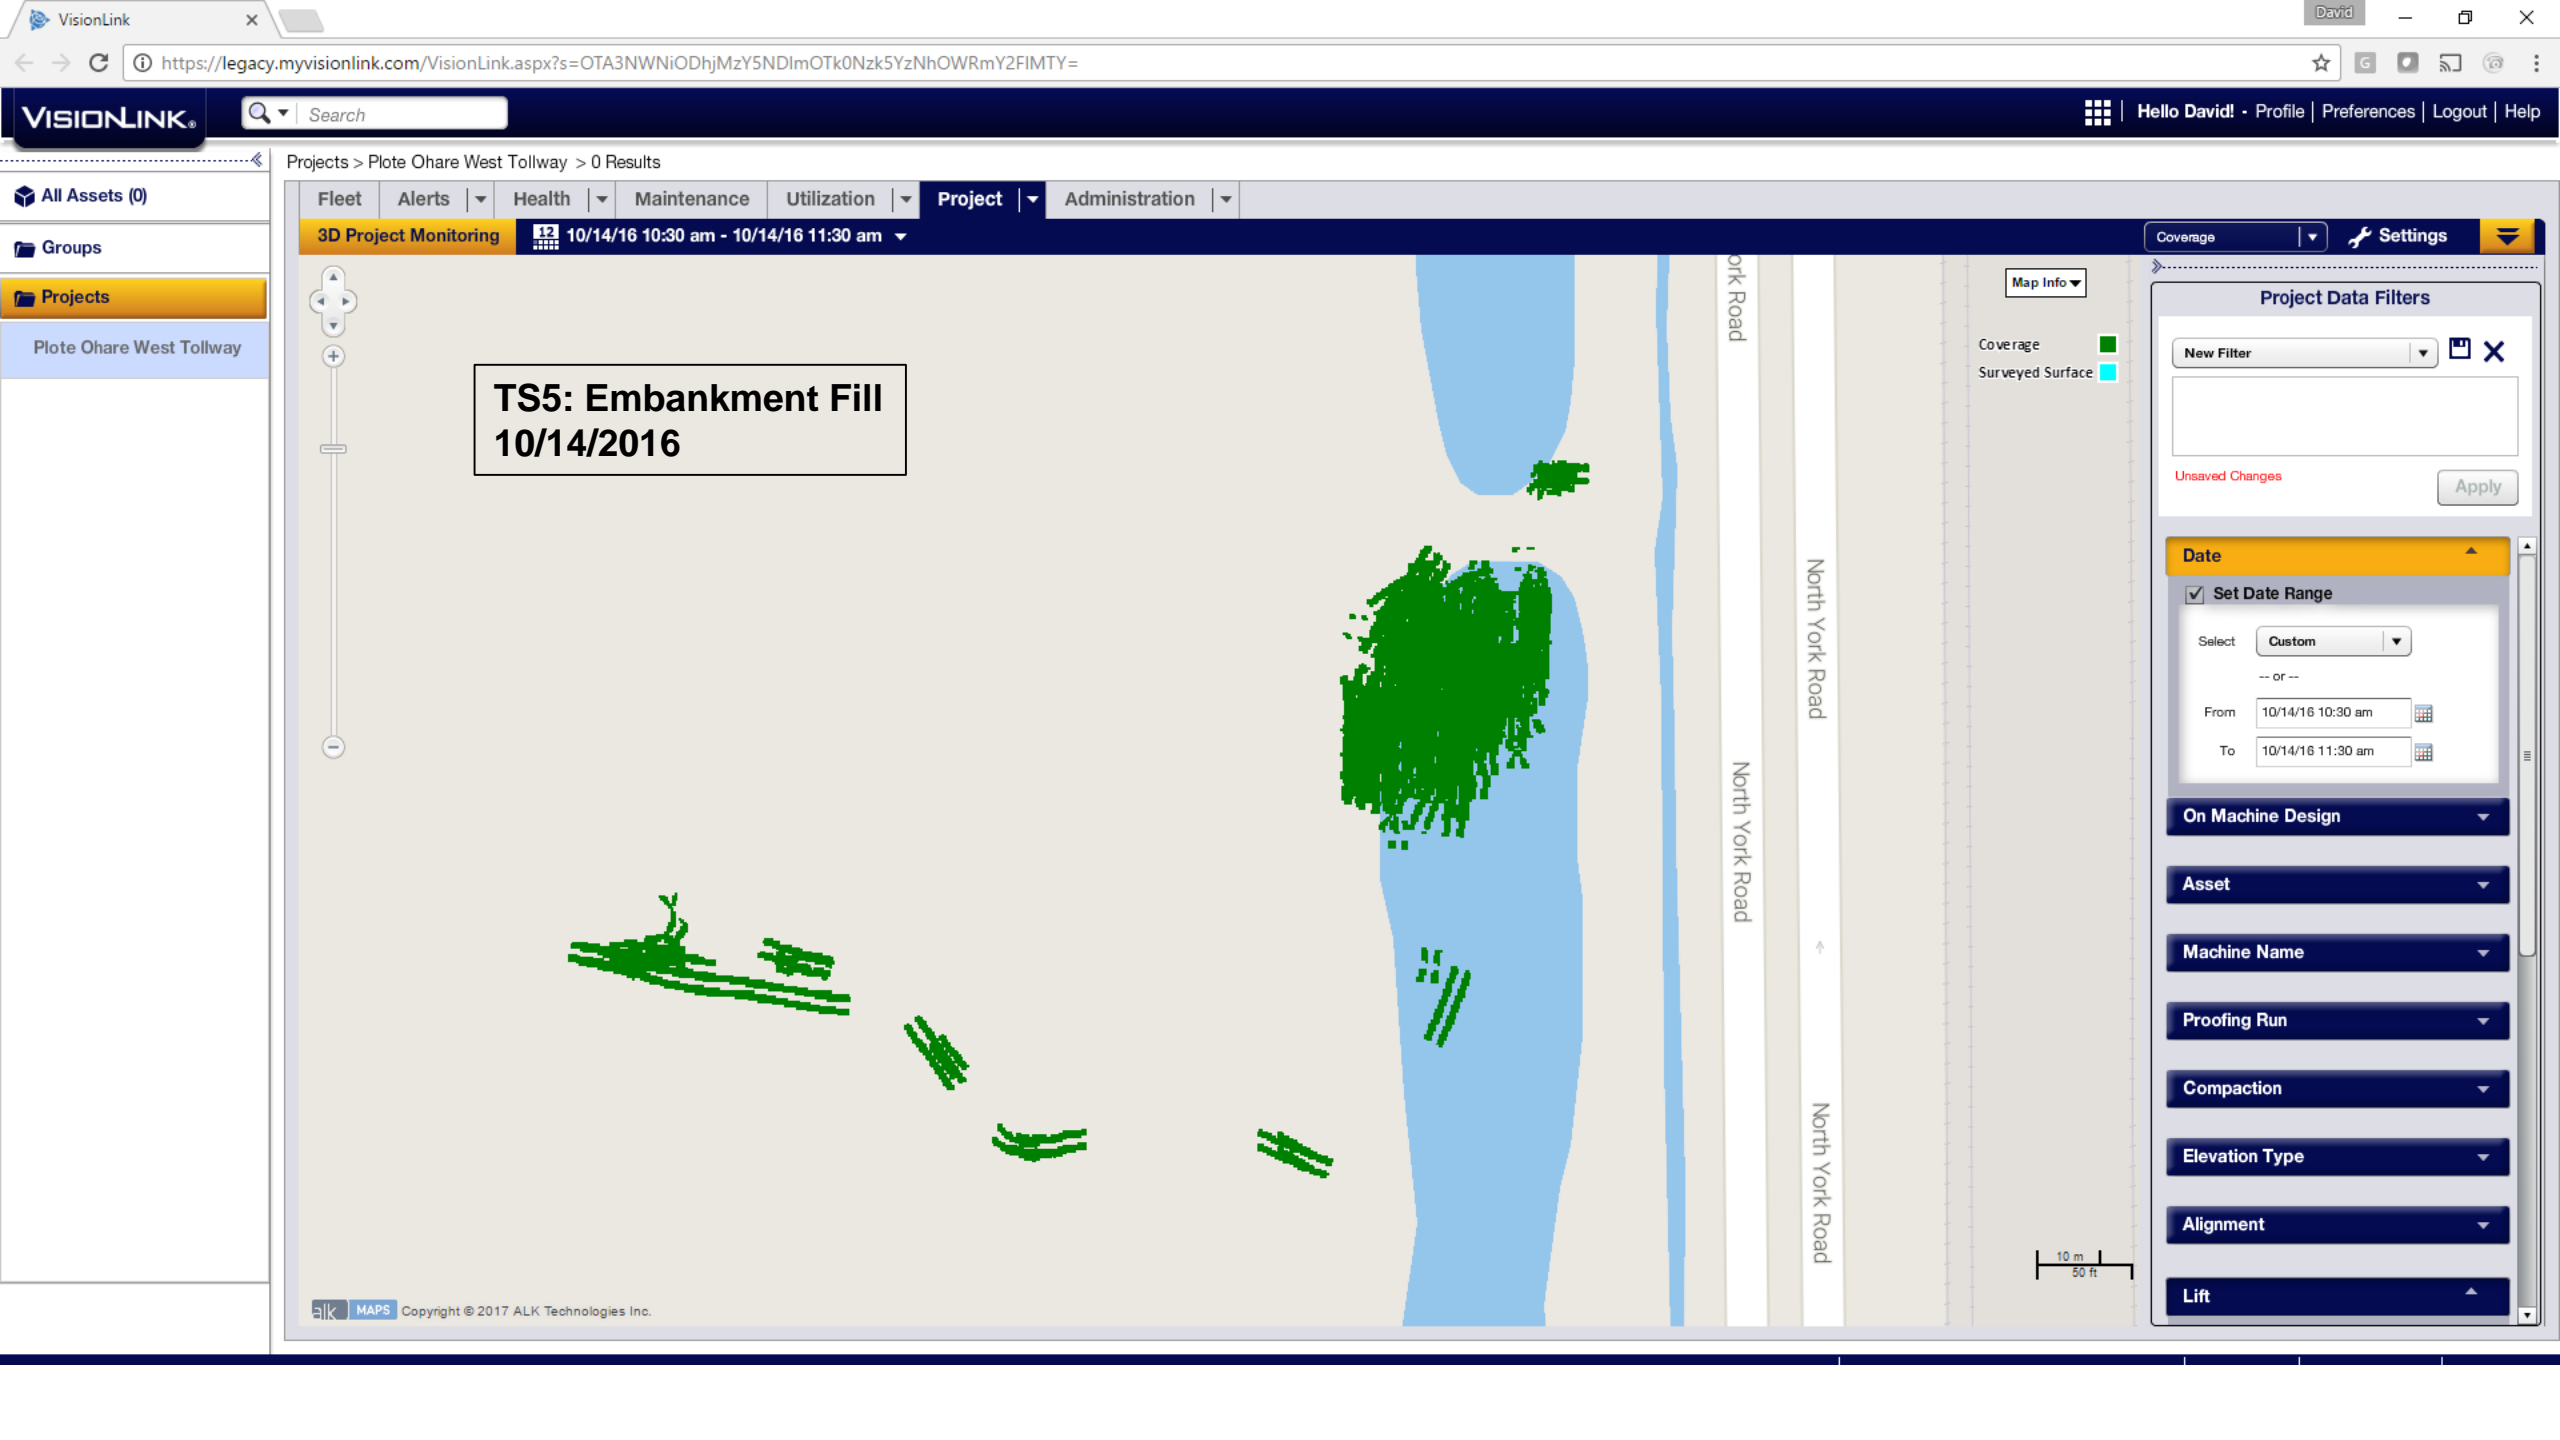 VisionLink
David
https://legacy.myvisionlink.com/VisionLink.aspx?s=OTA3NWNiODhjMzY5NDlmOTk0Nzk5YzNhOWRmY2FlMTY=
VISIONLINK®
Search
Hello David! - Profile | Preferences | Logout | Help
Projects > Plote Ohare West Tollway > 0 Results
All Assets (0)
Groups
Projects
Plote Ohare West Tollway
Fleet
Alerts
Health
Maintenance
Utilization
Project
Administration
3D Project Monitoring
12
10/14/16 10:30 am - 10/14/16 11:30 am
Coverage
Settings
TS5: Embankment Fill
10/14/2016
ork Road
North York Road
North York Road
North York Road
Map Info
Coverage
Surveyed Surface
10 m
50 ft
alk MAPS Copyright © 2017 ALK Technologies Inc.
Project Data Filters
New Filter
Unsaved Changes
Apply
Date
Set Date Range
Select Custom
-- or --
From 10/14/16 10:30 am
To 10/14/16 11:30 am
On Machine Design
Asset
Machine Name
Proofing Run
Compaction
Elevation Type
Alignment
Lift